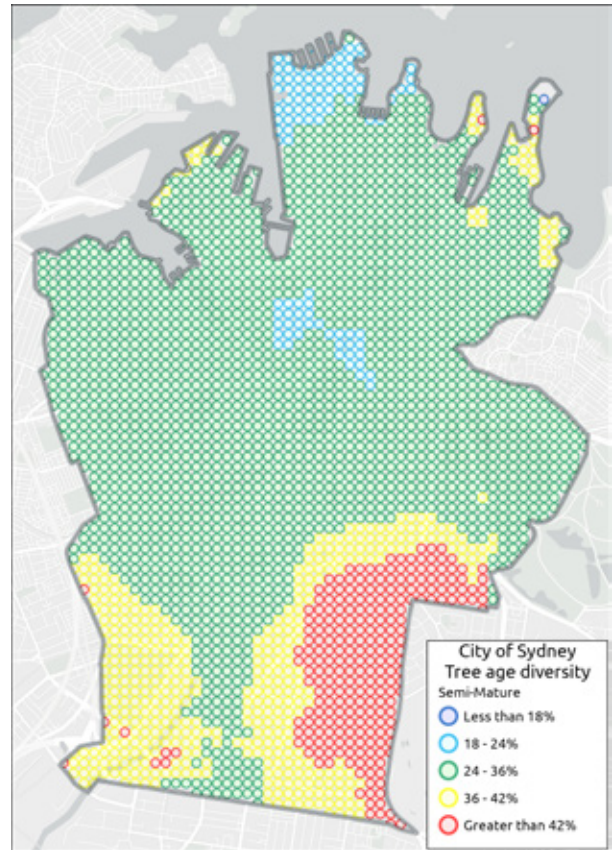 City of Sydney
Tree age diversity
Semi-Mature
Less than 18%
18 - 24%
24 - 36%
36 - 42%
Greater than 42%